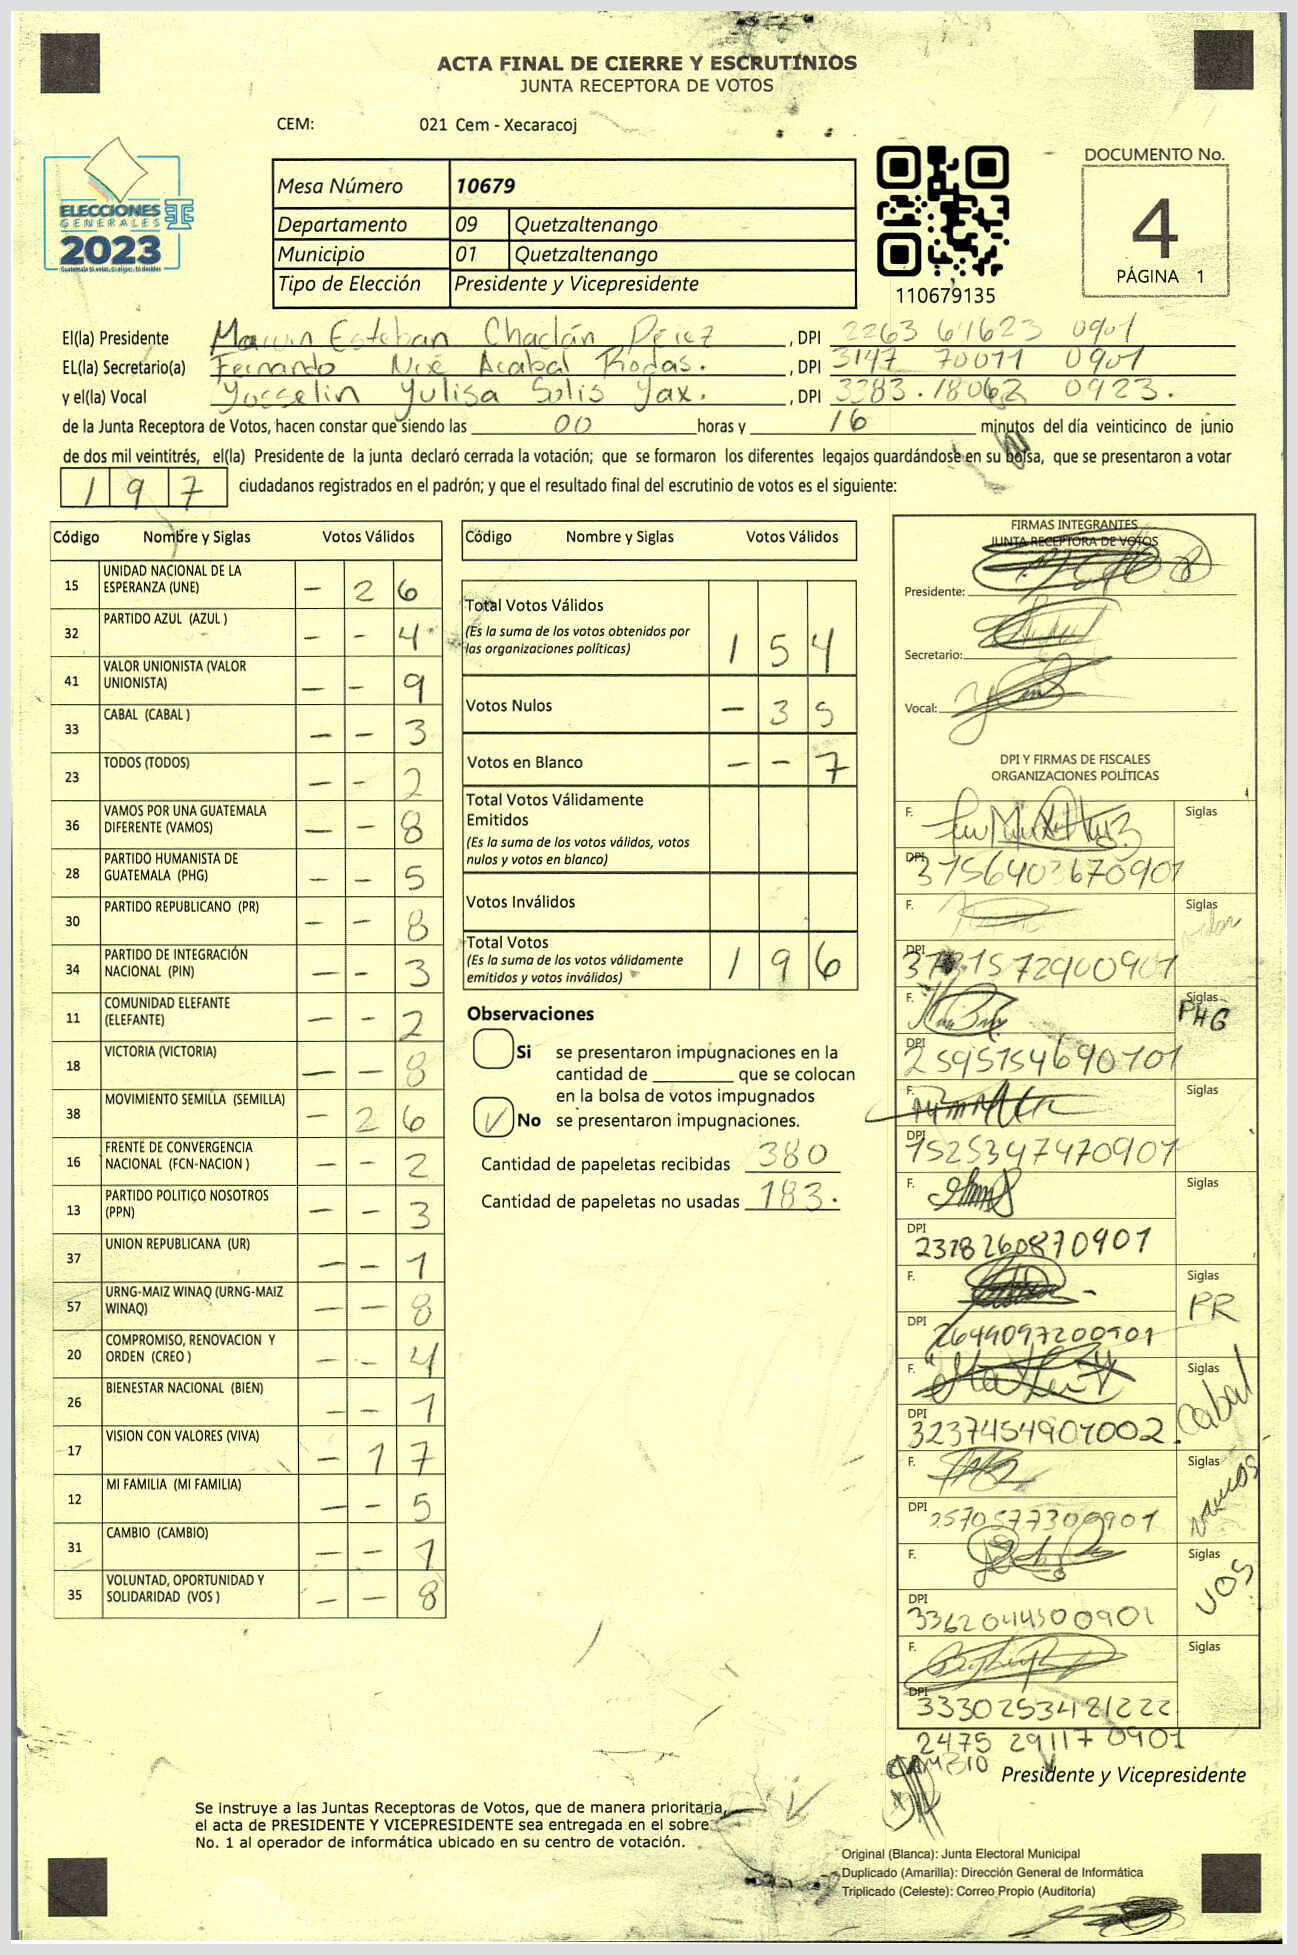 ACTA FINAL DE CIERRE Y ESCRUTINIOS
JUNTA RECEPTORA DE VOTOS
CEM: 021 Cem - Xecaracoj
ELECCIONES
GENERALES
2023
Mesa Número 10679
Departamento 09 Quetzaltenango
Municipio 01 Quetzaltenango
Tipo de Elección Presidente y Vicepresidente
110679135
DOCUMENTO No.
4
PÁGINA 1
El(la) Presidente Marvin Esteban Chaclán Pérez, DPI 2263 61623 0901
EL(la) Secretario(a) Fernando Noé Acabal Rodas., DPI 3147 70011 0901
y el(la) Vocal Yosselin Yulisa Solis Yax., DPI 3383.18062 0923.
de la Junta Receptora de Votos, hacen constar que siendo las 00 horas y 16 minutos del día veinticinco de junio
de dos mil veintitrés, el(la) Presidente de la junta declaró cerrada la votación; que se formaron los diferentes legajos guardándose en su bolsa, que se presentaron a votar
197 ciudadanos registrados en el padrón; y que el resultado final del escrutinio de votos es el siguiente:
Código Nombre y Siglas Votos Válidos
15 UNIDAD NACIONAL DE LA ESPERANZA (UNE) - 2 6
32 PARTIDO AZUL (AZUL ) - - 4
41 VALOR UNIONISTA (VALOR UNIONISTA) - - 9
33 CABAL (CABAL ) - - 3
23 TODOS (TODOS) - - 2
36 VAMOS POR UNA GUATEMALA DIFERENTE (VAMOS) - - 8
28 PARTIDO HUMANISTA DE GUATEMALA (PHG) - - 5
30 PARTIDO REPUBLICANO (PR) - - 8
34 PARTIDO DE INTEGRACIÓN NACIONAL (PIN) - - 3
11 COMUNIDAD ELEFANTE (ELEFANTE) - - 2
18 VICTORIA (VICTORIA) - - 8
38 MOVIMIENTO SEMILLA (SEMILLA) - 2 6
16 FRENTE DE CONVERGENCIA NACIONAL (FCN-NACION ) - - 2
13 PARTIDO POLITICO NOSOTROS (PPN) - - 3
37 UNION REPUBLICANA (UR) - - 1
57 URNG-MAIZ WINAQ (URNG-MAIZ WINAQ) - - 8
20 COMPROMISO, RENOVACION Y ORDEN (CREO ) - - 4
26 BIENESTAR NACIONAL (BIEN) - - 1
17 VISION CON VALORES (VIVA) - 1 7
12 MI FAMILIA (MI FAMILIA) - - 5
31 CAMBIO (CAMBIO) - - 1
35 VOLUNTAD, OPORTUNIDAD Y SOLIDARIDAD (VOS ) - - 8
Código Nombre y Siglas Votos Válidos
Total Votos Válidos 1 5 4
(Es la suma de los votos obtenidos por
las organizaciones políticas)
Votos Nulos - 3 5
Votos en Blanco - - 7
Total Votos Válidamente
Emitidos
(Es la suma de los votos válidos, votos
nulos y votos en blanco)
Votos Inválidos
Total Votos 1 9 6
(Es la suma de los votos válidamente
emitidos y votos inválidos)
Observaciones
Si se presentaron impugnaciones en la
cantidad de ________ que se colocan
en la bolsa de votos impugnados
No se presentaron impugnaciones.
Cantidad de papeletas recibidas 380
Cantidad de papeletas no usadas 183.
FIRMAS INTEGRANTES
JUNTA RECEPTORA DE VOTOS
Presidente:
Secretario:
Vocal:
DPI Y FIRMAS DE FISCALES
ORGANIZACIONES POLÍTICAS
F. Siglas
DPI 3756403670901
F. Siglas
DPI
F. Siglas PHG
DPI 2595154690101
F. Siglas
DPI 1525347470901
F. Siglas
DPI 2378260870901
F. Siglas PR
DPI 2649097200901
F. Siglas Cabal
DPI 3237454901002.
F. Siglas Vamos
DPI 2570577300901
F. Siglas VOS
DPI 3362044500901
F. Siglas
DPI 3330253421222
2475 29117 0901
CAMBIO
Presidente y Vicepresidente
Se instruye a las Juntas Receptoras de Votos, que de manera prioritaria,
el acta de PRESIDENTE Y VICEPRESIDENTE sea entregada en el sobre
No. 1 al operador de informática ubicado en su centro de votación.
Original (Blanca): Junta Electoral Municipal
Duplicado (Amarilla): Dirección General de Informática
Triplicado (Celeste): Correo Propio (Auditoría)